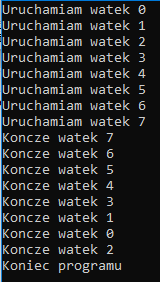 Uruchamiam watek 0
Uruchamiam watek 1
Uruchamiam watek 2
Uruchamiam watek 3
Uruchamiam watek 4
Uruchamiam watek 5
Uruchamiam watek 6
Uruchamiam watek 7
Koncze watek 7
Koncze watek 6
Koncze watek 5
Koncze watek 4
Koncze watek 3
Koncze watek 1
Koncze watek 0
Koncze watek 2
Koniec programu